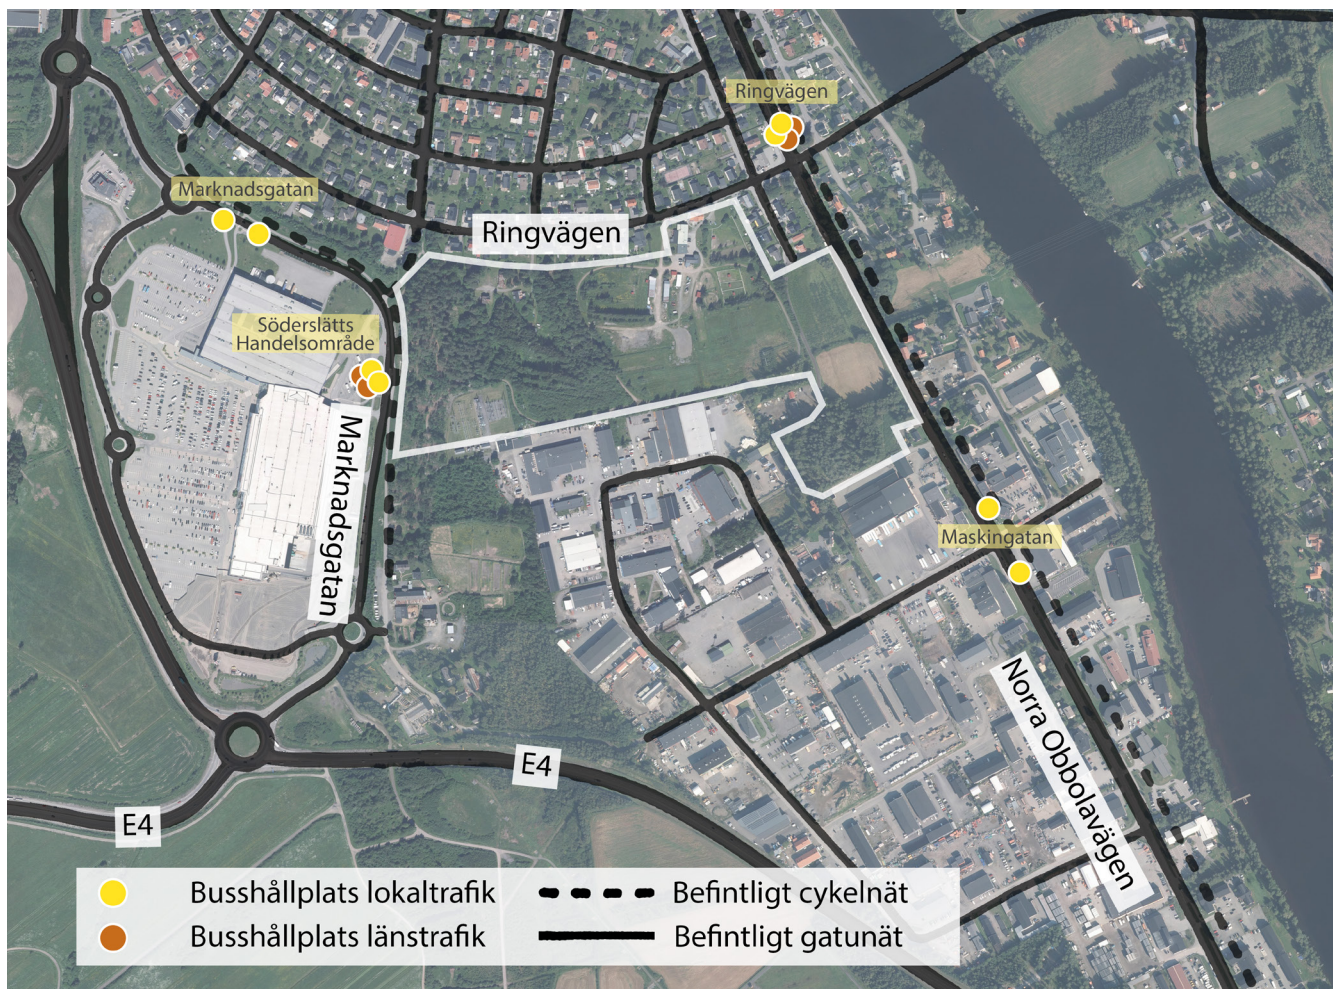 Ringvägen
Marknadsgatan
Ringvägen
Söderslätts
Handelsområde
Marknadsgatan
Maskingatan
Norra Obbolavägen
E4
E4
Busshållplats lokaltrafik
Befintligt cykelnät
Busshållplats länstrafik
Befintligt gatunät